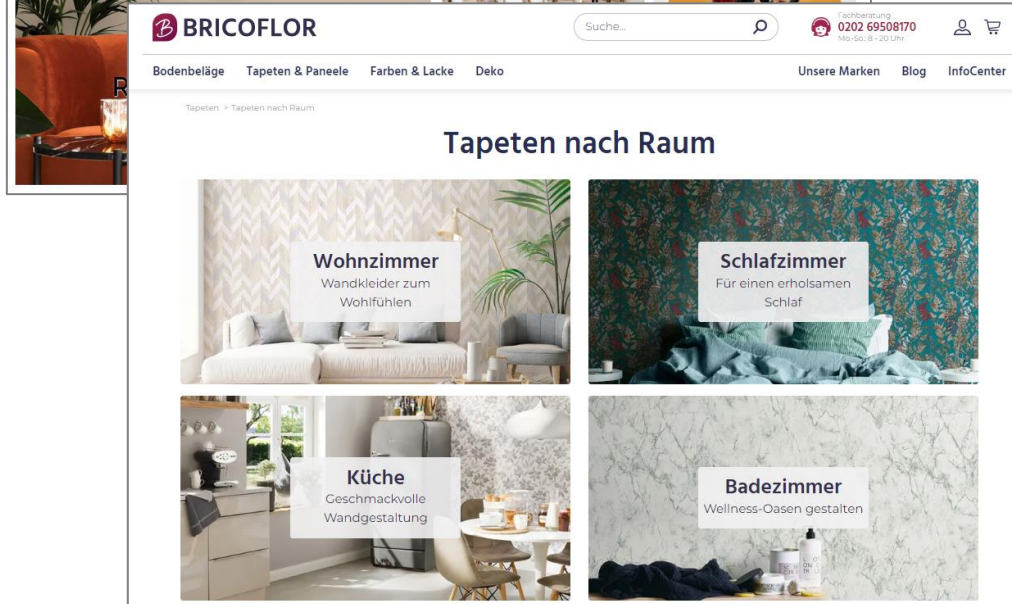 BRICOFLOR
Suche...
Fachberatung
0202 69508170
Mo.-So.: 8 - 20 Uhr
Bodenbeläge Tapeten & Paneele Farben & Lacke Deko Unsere Marken Blog InfoCenter
Tapeten > Tapeten nach Raum
Tapeten nach Raum
Wohnzimmer
Wandkleider zum
Wohlfühlen
Schlafzimmer
Für einen erholsamen
Schlaf
Küche
Geschmackvolle
Wandgestaltung
Badezimmer
Wellness-Oasen gestalten